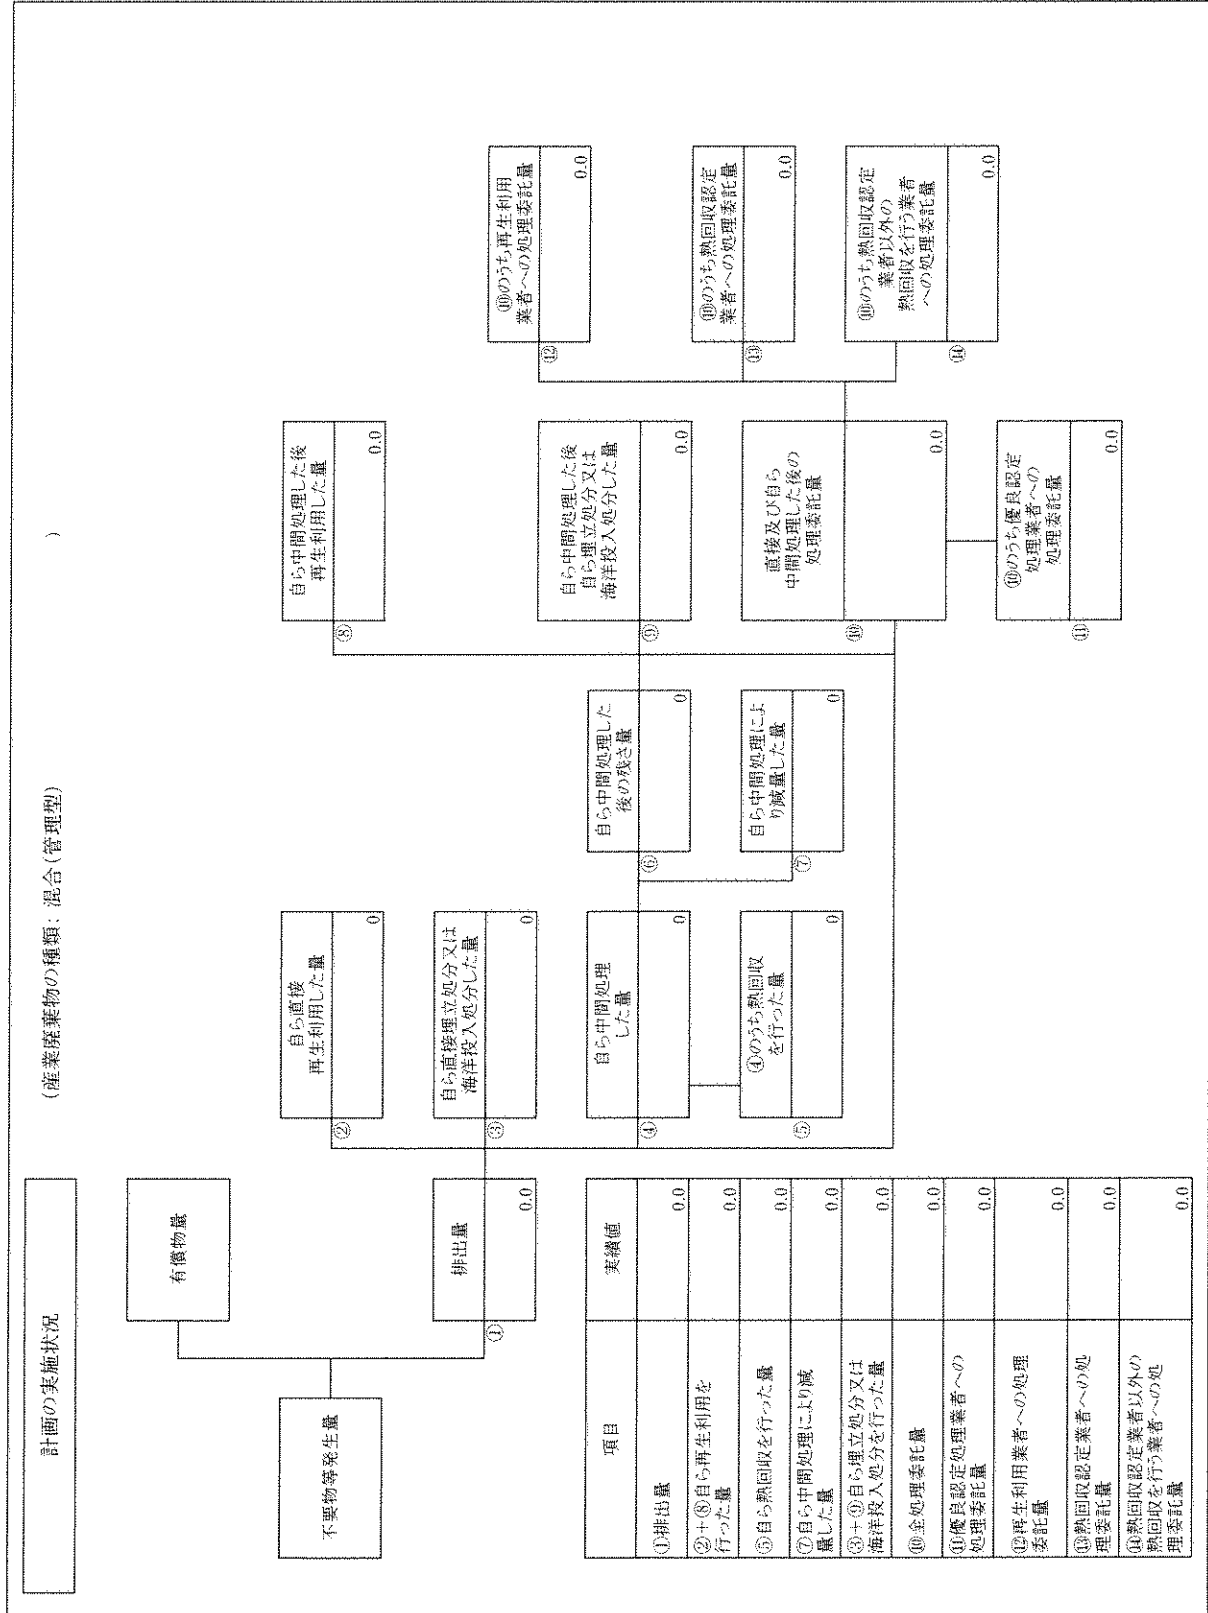 計画の実施状況
(産業廃棄物の種類: 混合(管理型)
)
不要物等発生量
有償物量
①
排出量
0.0
②
自ら直接
再生利用した量
0
③
自ら直接埋立処分又は
海洋投入処分した量
0
④
自ら中間処理
した量
0
⑤
④のうち熱回収
を行った量
0
⑥
自ら中間処理した
後の残さ量
0
⑦
自ら中間処理によ
り減量した量
0
⑧
自ら中間処理した後
再生利用した量
0.0
⑨
自ら中間処理した後
自ら埋立処分又は
海洋投入処分した量
0.0
⑩
直接及び自ら
中間処理した後の
処理委託量
0.0
⑪
⑩のうち優良認定
処理業者への
処理委託量
0.0
⑫
⑩のうち再生利用
業者への処理委託量
0.0
⑬
⑩のうち熱回収認定
業者への処理委託量
0.0
⑭
⑩のうち熱回収認定
業者以外の
熱回収を行う業者
への処理委託量
0.0
項目 実績値
①排出量 0.0
②+⑧自ら再生利用を
行った量 0.0
⑤自ら熱回収を行った量 0.0
⑦自ら中間処理により減
量した量 0.0
③+⑨自ら埋立処分又は
海洋投入処分を行った量 0.0
⑩全処理委託量 0.0
⑪優良認定処理業者への
処理委託量 0.0
⑫再生利用業者への処理
委託量 0.0
⑬熱回収認定業者への処
理委託量 0.0
⑭熱回収認定業者以外の
熱回収を行う業者への処
理委託量 0.0